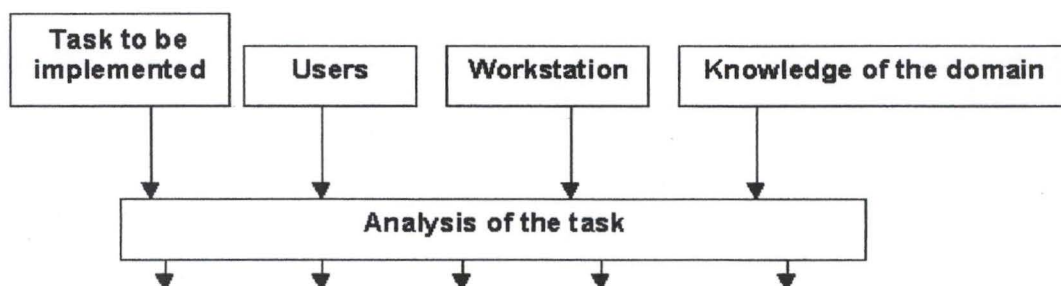 Task to be
implemented
Users
Workstation
Knowledge of the domain
Analysis of the task